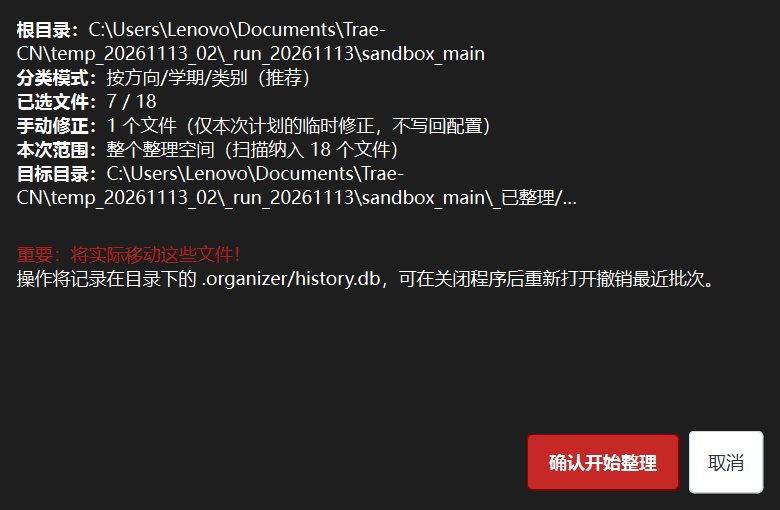 根目录：C:\Users\Lenovo\Documents\Trae-
CN\temp_20261113_02\_run_20261113\sandbox_main
分类模式：按方向/学期/类别（推荐）
已选文件：7 / 18
手动修正：1 个文件（仅本次计划的临时修正，不写回配置）
本次范围：整个整理空间（扫描纳入 18 个文件）
目标目录：C:\Users\Lenovo\Documents\Trae-
CN\temp_20261113_02\_run_20261113\sandbox_main\_已整理/...
重要：将实际移动这些文件！
操作将记录在目录下的 .organizer/history.db，可在关闭程序后重新打开撤销最近批次。
确认开始整理
取消